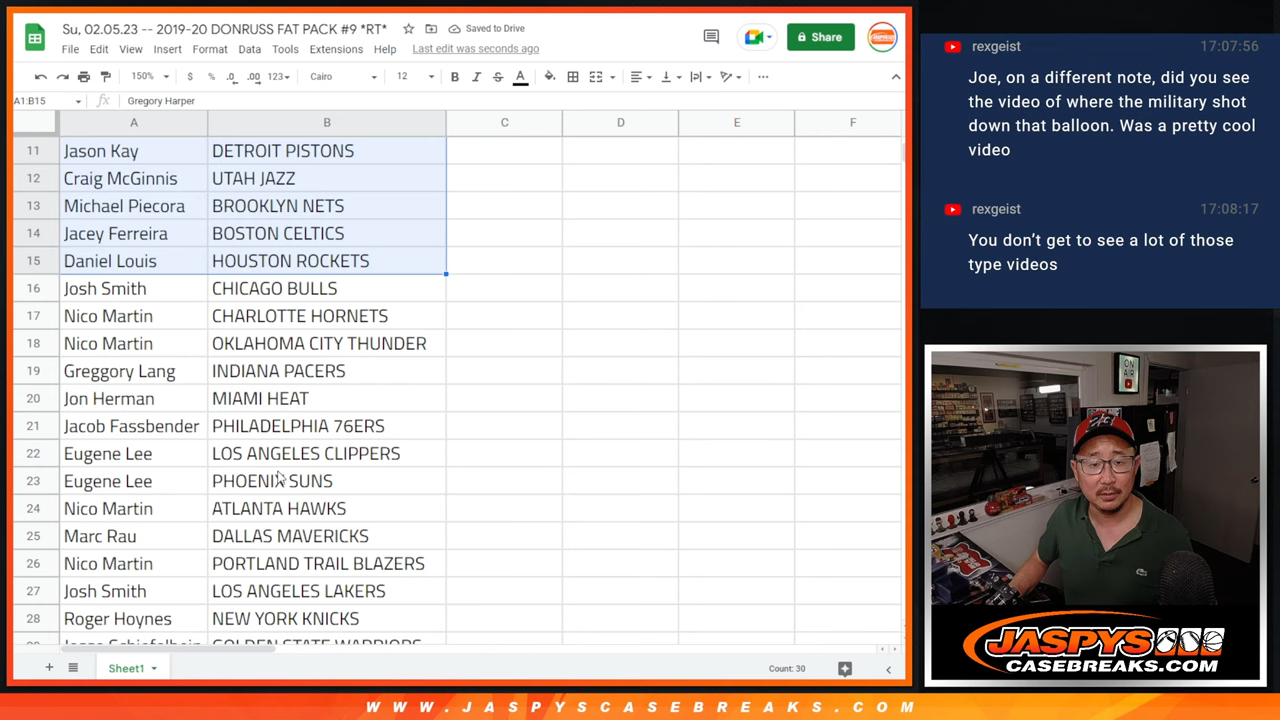 Su, 02.05.23 -- 2019-20 DONRUSS FAT PACK #9 *RT*
Saved to Drive
File Edit View Insert Format Data Tools Extensions Help Last edit was seconds ago
Share
150% $ % .0 .00 123 Cairo 12 B I S A
A1:B15 fx Gregory Harper
A B C D E F
11 Jason Kay DETROIT PISTONS
12 Craig McGinnis UTAH JAZZ
13 Michael Piecora BROOKLYN NETS
14 Jacey Ferreira BOSTON CELTICS
15 Daniel Louis HOUSTON ROCKETS
16 Josh Smith CHICAGO BULLS
17 Nico Martin CHARLOTTE HORNETS
18 Nico Martin OKLAHOMA CITY THUNDER
19 Greggory Lang INDIANA PACERS
20 Jon Herman MIAMI HEAT
21 Jacob Fassbender PHILADELPHIA 76ERS
22 Eugene Lee LOS ANGELES CLIPPERS
23 Eugene Lee PHOENIX SUNS
24 Nico Martin ATLANTA HAWKS
25 Marc Rau DALLAS MAVERICKS
26 Nico Martin PORTLAND TRAIL BLAZERS
27 Josh Smith LOS ANGELES LAKERS
28 Roger Hoynes NEW YORK KNICKS
GOLDEN STATE WARRIORS
Sheet1
Count: 30
rexgeist 17:07:56
Joe, on a different note, did you see
the video of where the military shot
down that balloon. Was a pretty cool
video
rexgeist 17:08:17
You don't get to see a lot of those
type videos
ON
AIR
JASPYS
CASEBREAKS.COM
WWW.JASPYSCASEBREAKS.COM